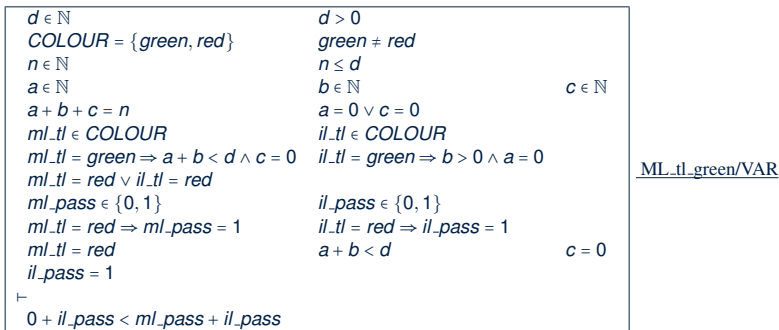 d ∈ ℕ d > 0
COLOUR = {green, red} green ≠ red
n ∈ ℕ n ≤ d
a ∈ ℕ b ∈ ℕ c ∈ ℕ
a + b + c = n a = 0 ∨ c = 0
ml_tl ∈ COLOUR il_tl ∈ COLOUR
ml_tl = green ⇒ a + b < d ∧ c = 0 il_tl = green ⇒ b > 0 ∧ a = 0
ml_tl = red ∨ il_tl = red
ML_tl_green/VAR
ml_pass ∈ {0, 1} il_pass ∈ {0, 1}
ml_tl = red ⇒ ml_pass = 1 il_tl = red ⇒ il_pass = 1
ml_tl = red a + b < d c = 0
il_pass = 1
⊢
0 + il_pass < ml_pass + il_pass